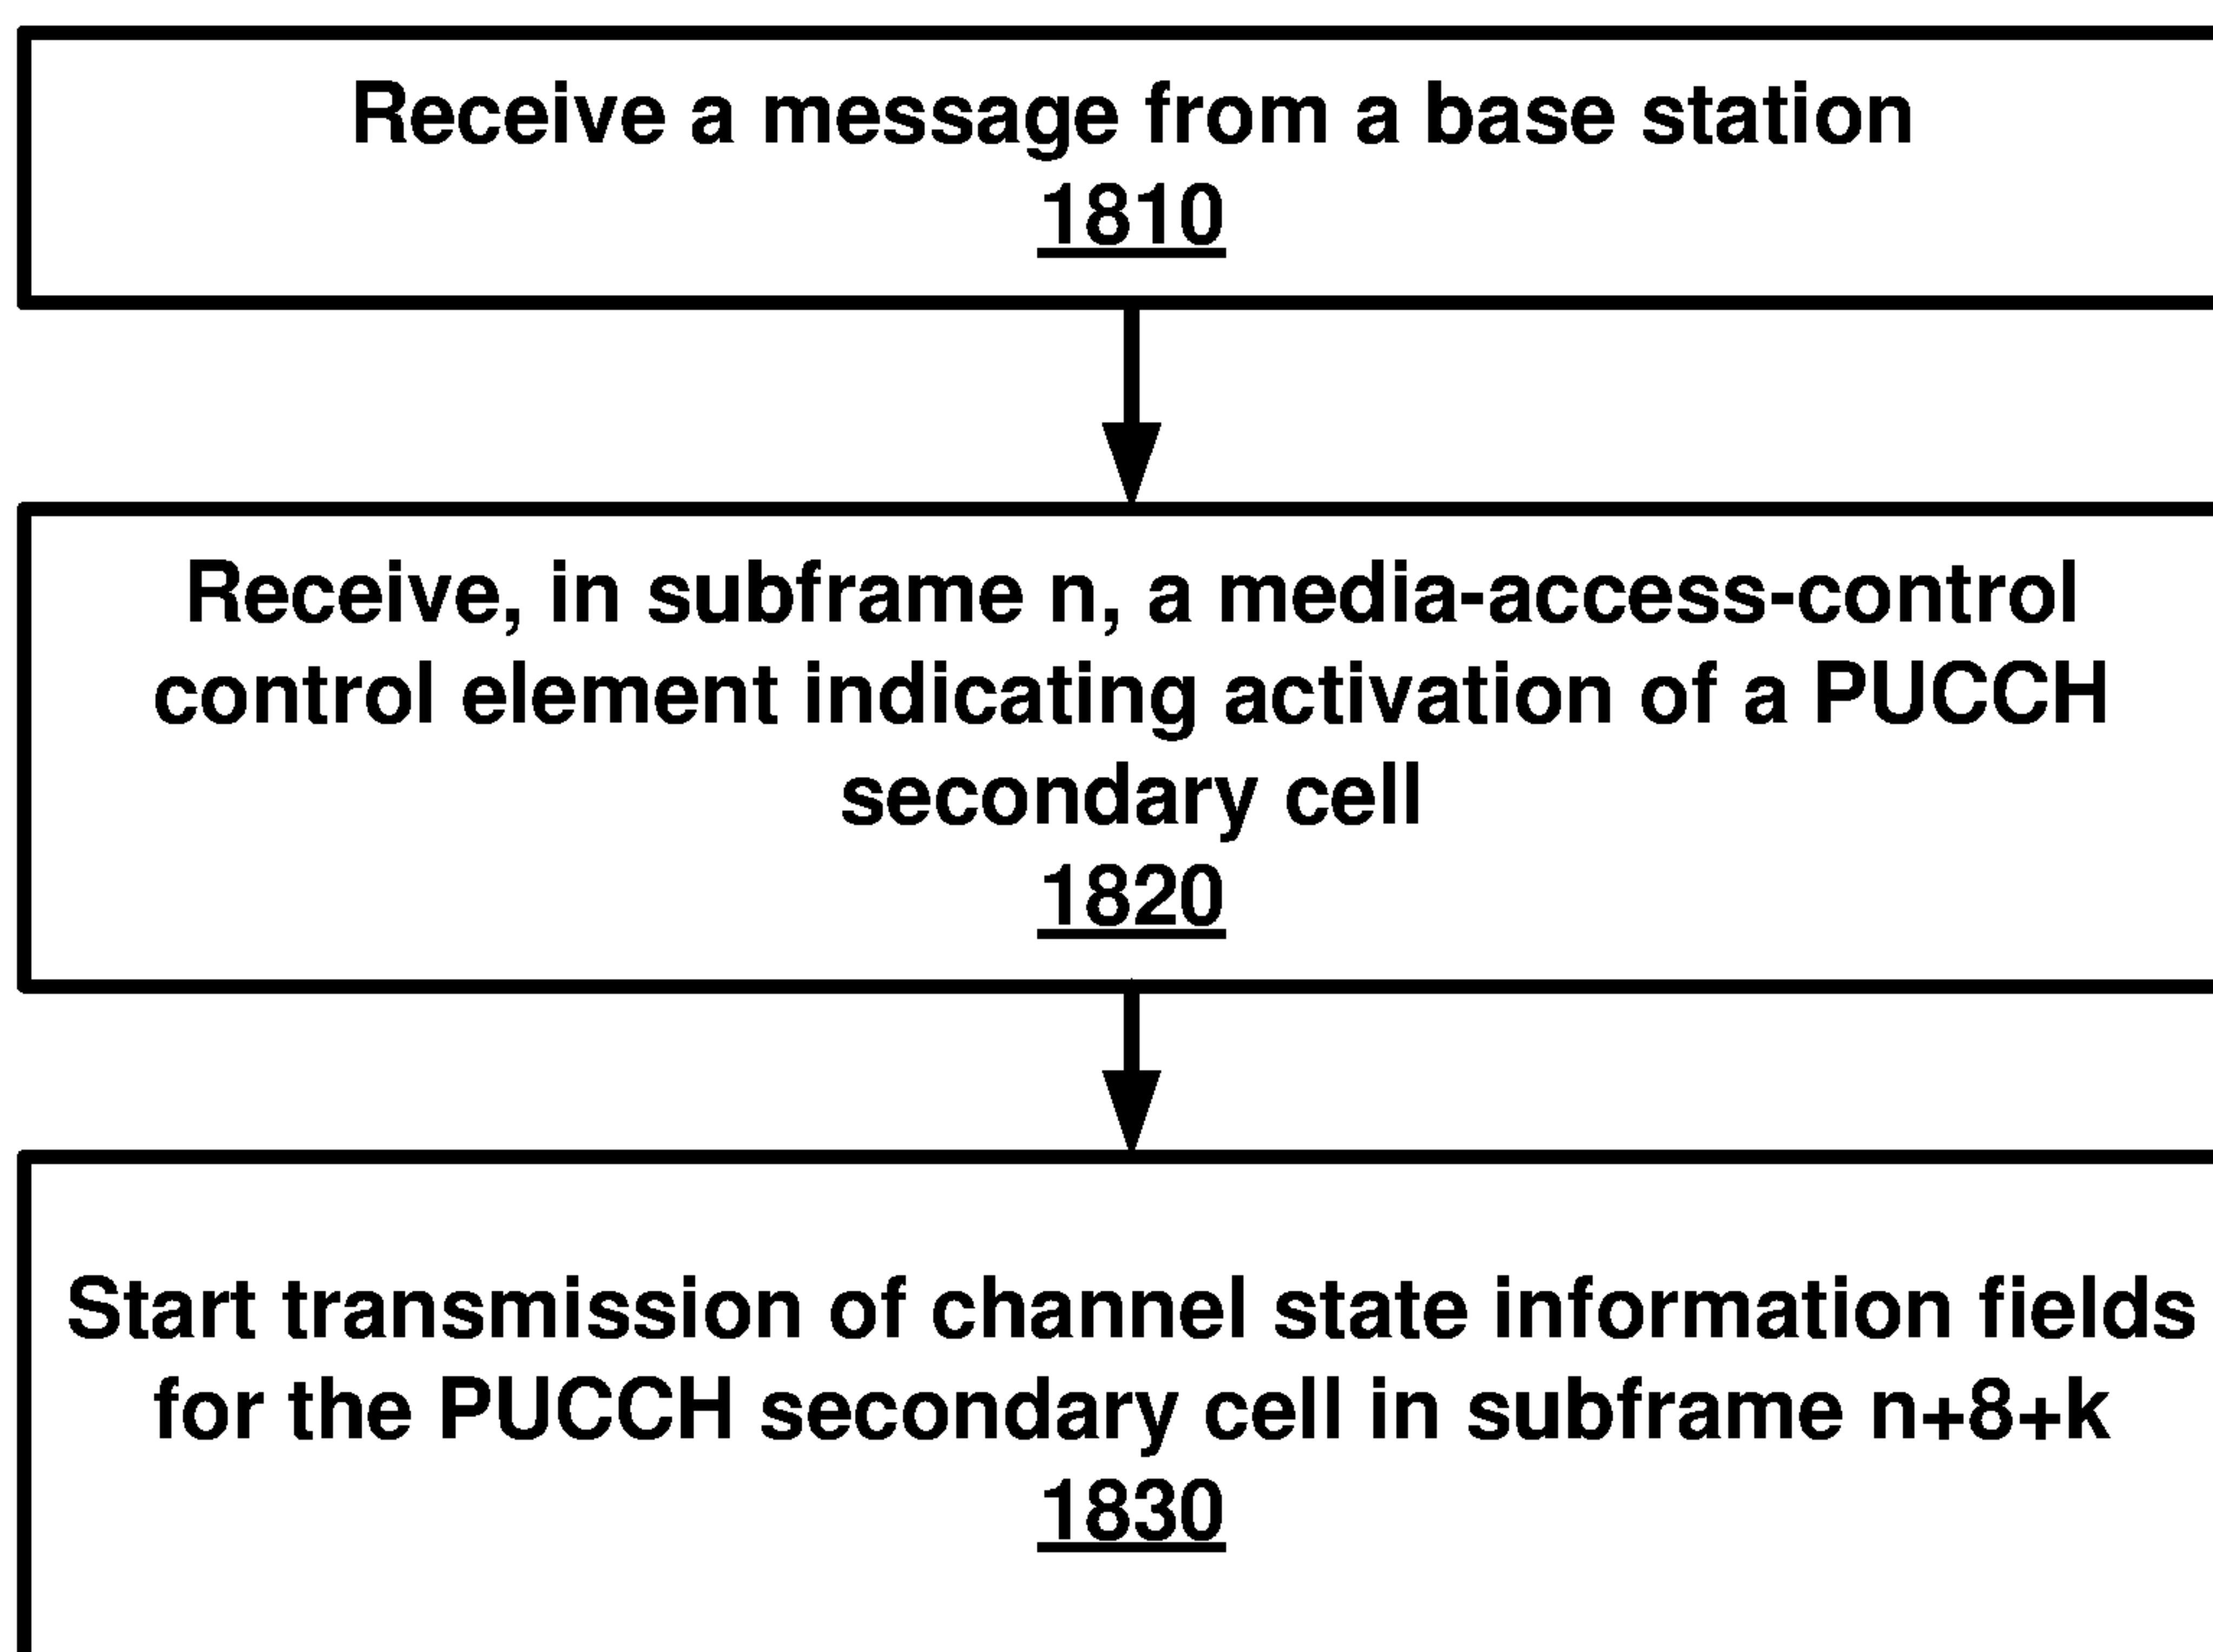 Receive a message from a base station
1810
Receive, in subframe n, a media-access-control
control element indicating activation of a PUCCH
secondary cell
1820
Start transmission of channel state information fields
for the PUCCH secondary cell in subframe n+8+k
1830